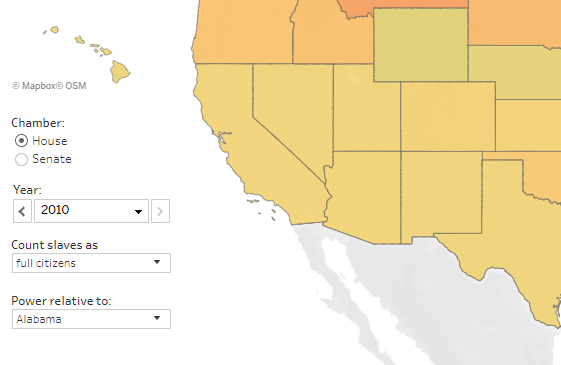 © Mapbox© OSM
Chamber:
House
Senate
Year:
2010
Count slaves as
full citizens
Power relative to:
Alabama